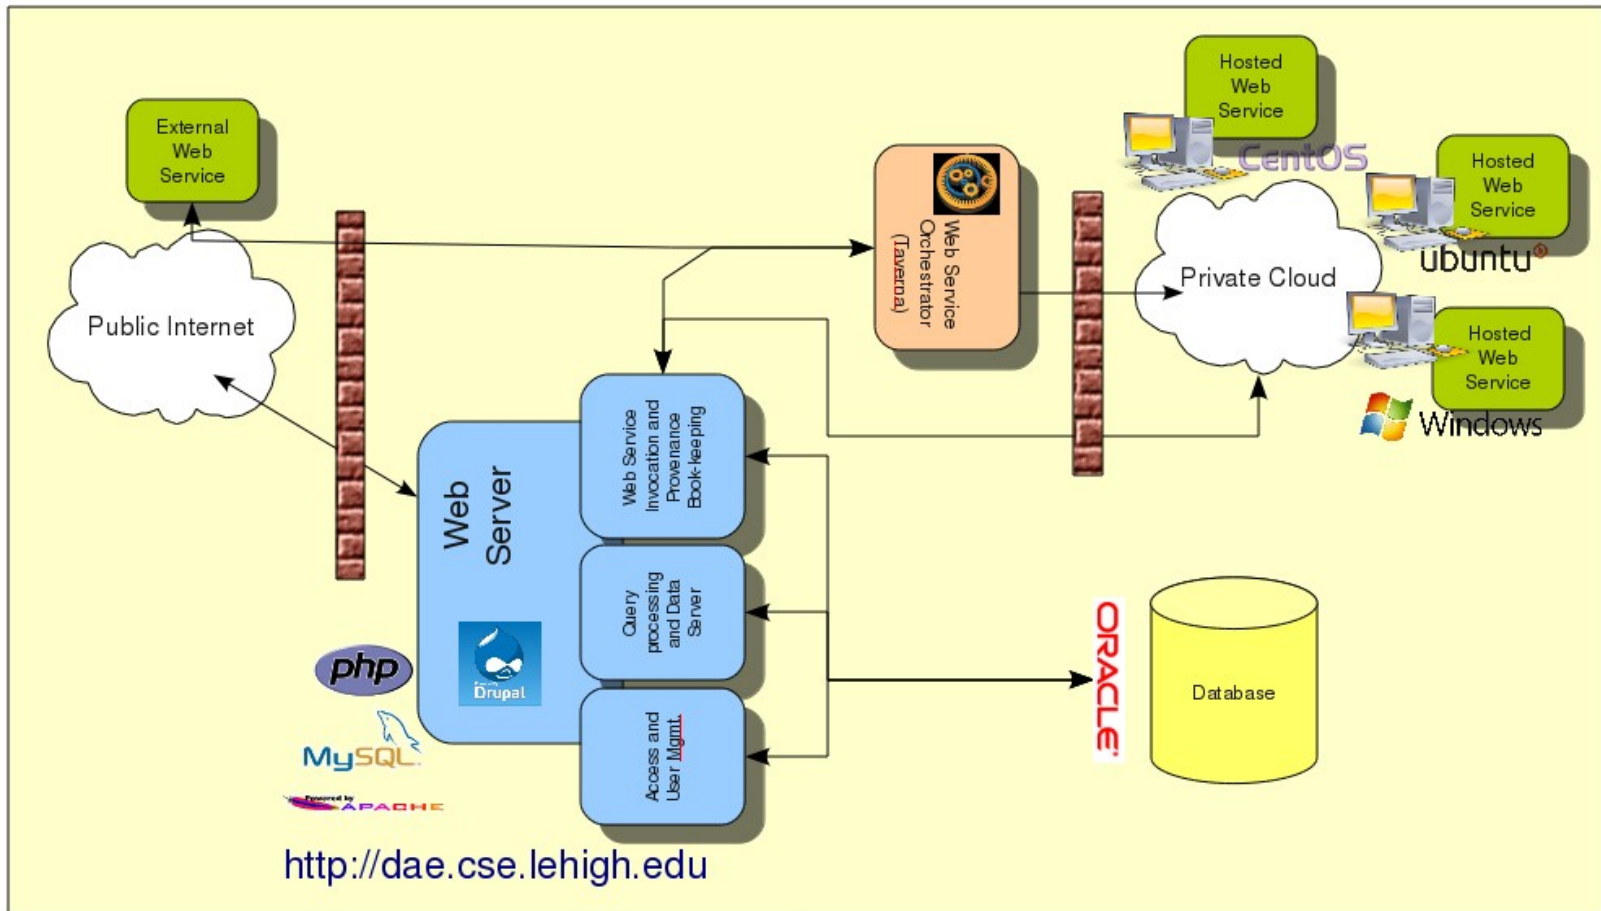 External
Web
Service
Public Internet
Web Service
Orchestrator
(Taverna)
Hosted
Web
Service
CentOS
Hosted
Web
Service
ubuntu
Private Cloud
Hosted
Web
Service
Windows
Web
Server
Web Service
Invocation and
Provenance
Book-keeping
Query
processing
and Data
Server
Access and
User Mgmt.
php
Drupal
MySQL
Powered by
APACHE
ORACLE
Database
http://dae.cse.lehigh.edu